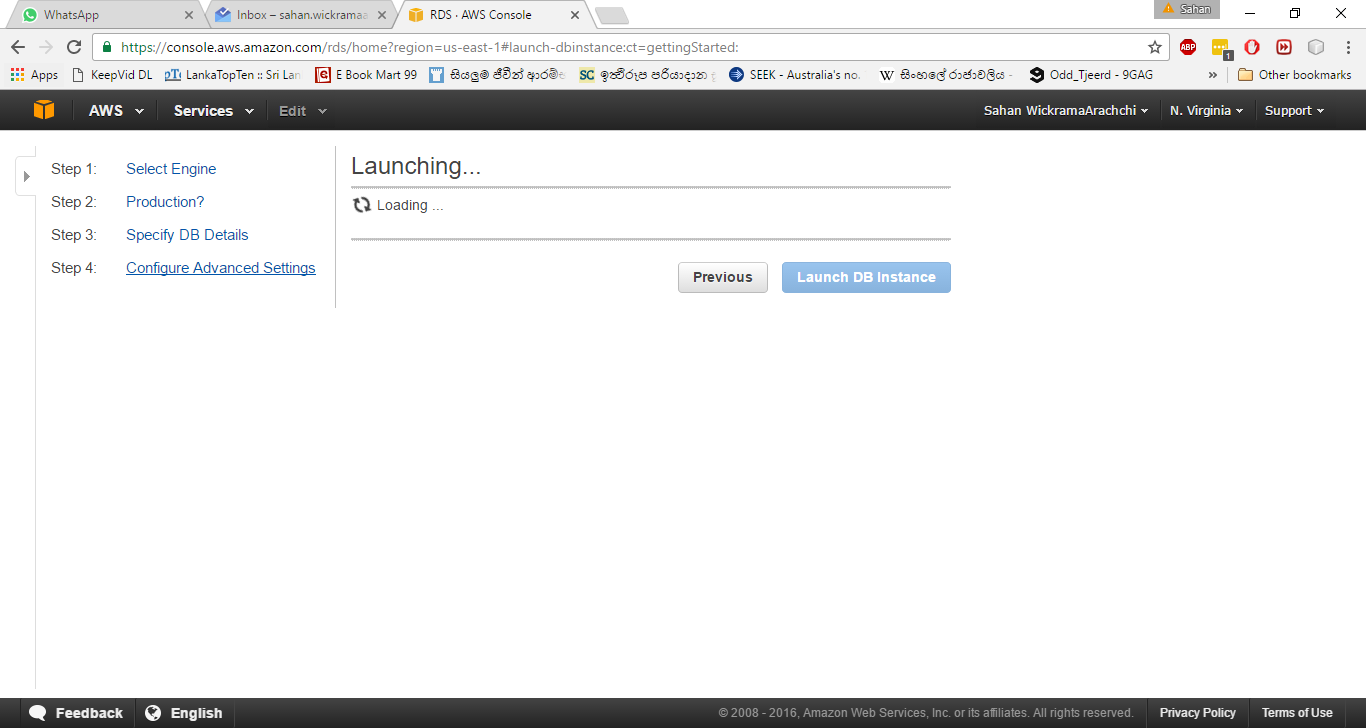 WhatsApp
Inbox – sahan.wickramaa
RDS · AWS Console
Sahan
https://console.aws.amazon.com/rds/home?region=us-east-1#launch-dbinstance:ct=gettingStarted:
ABP
1
Apps
KeepVid DL
LankaTopTen :: Sri Lan
E Book Mart 99
සියලුම ජීවීන් ආරම්භ
SC
SEEK - Australia's no.
W
සිංහලේ රාජාවලිය -
Odd_Tjeerd - 9GAG
»
Other bookmarks
AWS
Services
Edit
Sahan WickramaArachchi
N. Virginia
Support
Step 1: Select Engine
Step 2: Production?
Step 3: Specify DB Details
Step 4: Configure Advanced Settings
Launching...
Loading ...
Previous
Launch DB Instance
Feedback
English
© 2008 - 2016, Amazon Web Services, Inc. or its affiliates. All rights reserved.
Privacy Policy
Terms of Use